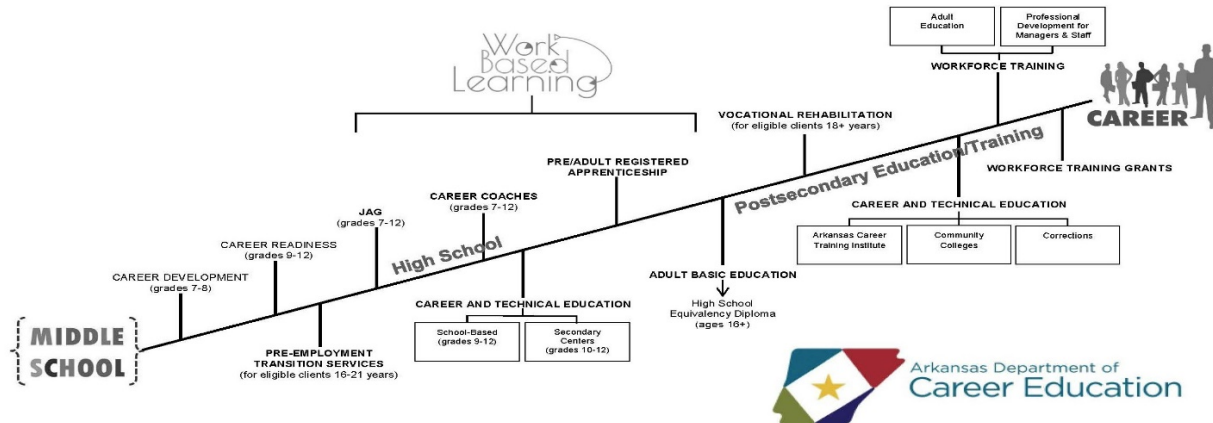 Work
Based
Learning
Adult
Education
Professional
Development for
Managers & Staff
WORKFORCE TRAINING
CAREER
VOCATIONAL REHABILITATION
(for eligible clients 18+ years)
Postsecondary Education/Training
WORKFORCE TRAINING GRANTS
PRE/ADULT REGISTERED
APPRENTICESHIP
CAREER COACHES
(grades 7-12)
JAG
(grades 7-12)
High School
CAREER READINESS
(grades 9-12)
CAREER DEVELOPMENT
(grades 7-8)
CAREER AND TECHNICAL EDUCATION
Arkansas Career
Training Institute
Community
Colleges
Corrections
ADULT BASIC EDUCATION
High School
Equivalency Diploma
(ages 16+)
CAREER AND TECHNICAL EDUCATION
School-Based
(grades 9-12)
Secondary
Centers
(grades 10-12)
MIDDLE
SCHOOL
PRE-EMPLOYMENT
TRANSITION SERVICES
(for eligible clients 16-21 years)
Arkansas Department of
Career Education